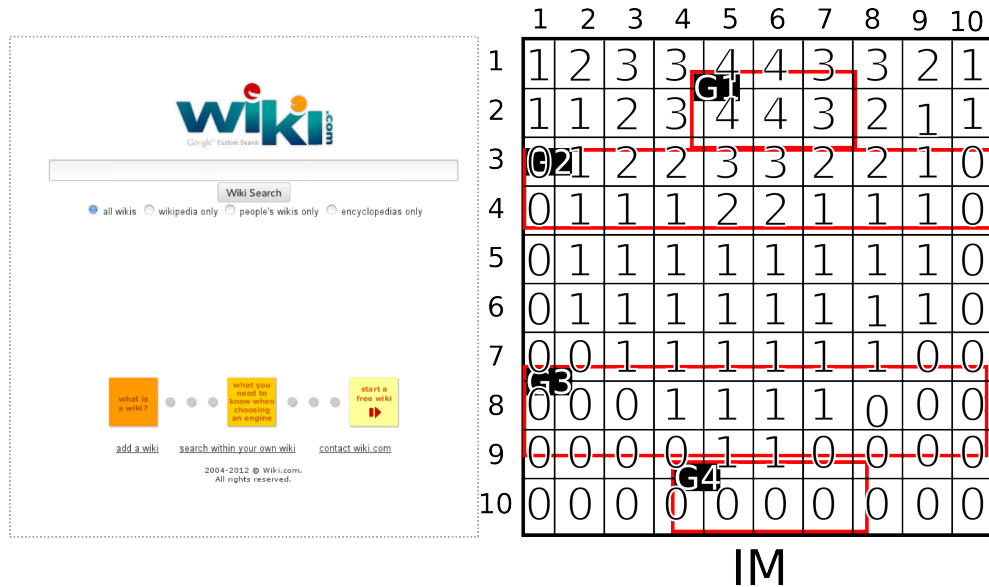 wiki.com
Google™ Custom Search
Wiki Search
all wikis wikipedia only people's wikis only encyclopedias only
what is
a wiki?
what you
need to
know when
choosing
an engine
start a
free wiki
add a wiki search within your own wiki contact wiki.com
2004-2012 © Wiki.com.
All rights reserved.
1 2 3 4 5 6 7 8 9 10
1 1 2 3 3 4 4 3 3 2 1
G1
2 1 1 2 3 4 4 3 2 1 1
3 0 1 2 2 3 3 2 2 1 0
G2
4 0 1 1 1 2 2 1 1 1 0
5 0 1 1 1 1 1 1 1 1 0
6 0 1 1 1 1 1 1 1 1 0
7 0 0 1 1 1 1 1 1 0 0
G3
8 0 0 0 1 1 1 1 0 0 0
9 0 0 0 0 1 1 0 0 0 0
G4
10 0 0 0 0 0 0 0 0 0 0
IM